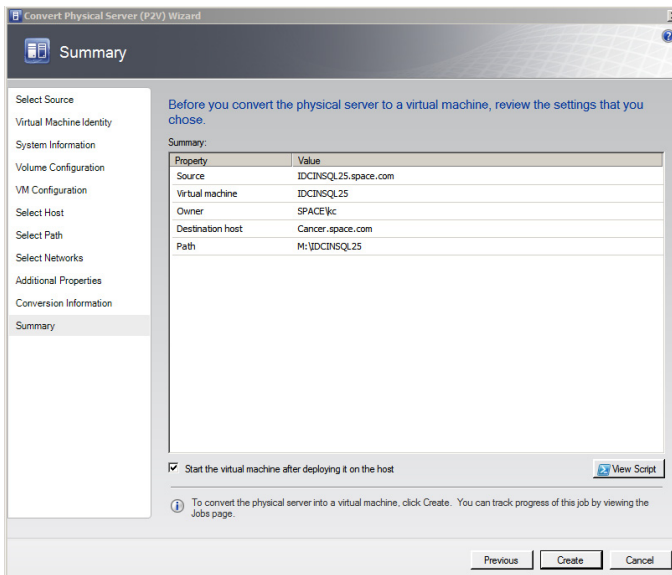 Convert Physical Server (P2V) Wizard
Summary
Select Source
Virtual Machine Identity
System Information
Volume Configuration
VM Configuration
Select Host
Select Path
Select Networks
Additional Properties
Conversion Information
Summary
Before you convert the physical server to a virtual machine, review the settings that you
chose.
Summary:
Property Value
Source IDCINSQL25.space.com
Virtual machine IDCINSQL25
Owner SPACE\kc
Destination host Cancer.space.com
Path M:\IDCINSQL25
Start the virtual machine after deploying it on the host
View Script
To convert the physical server into a virtual machine, click Create. You can track progress of this job by viewing the
Jobs page.
Previous Create Cancel